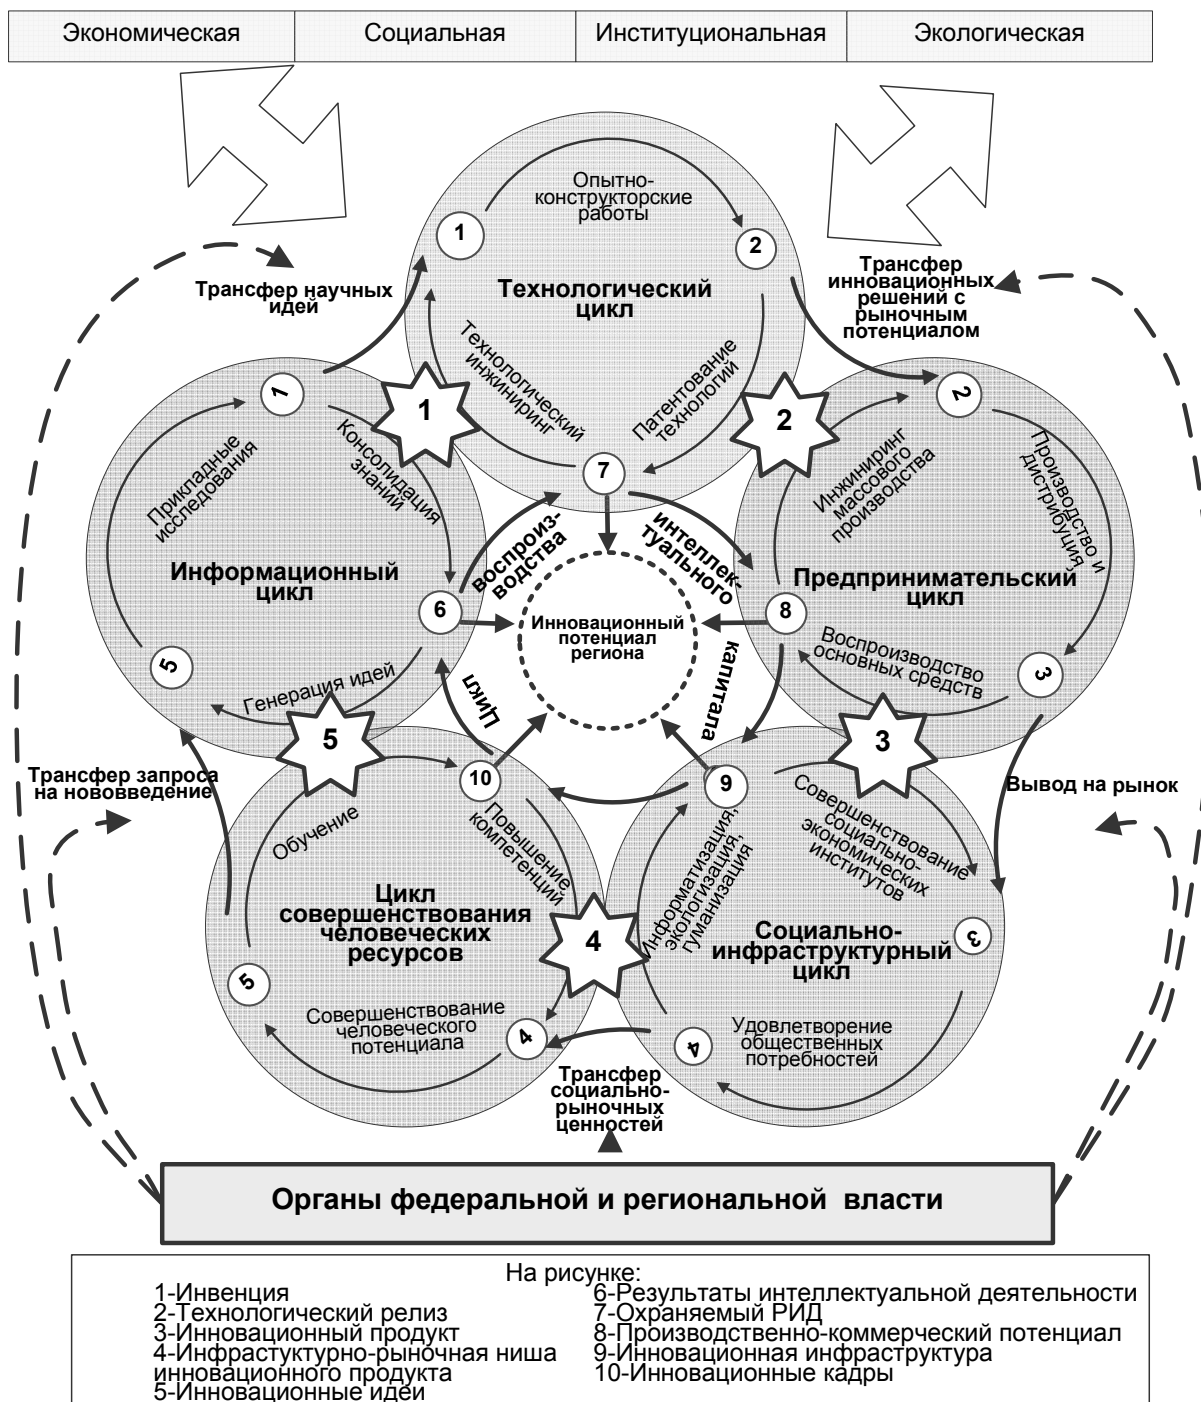 Экономическая
Социальная
Институциональная
Экологическая
Опытно-
конструкторские
работы
1
2
Технологический
цикл
Технологический
инжиниринг
Патентование
технологий
7
Трансфер научных
идей
Трансфер
инновационных
решений с
рыночным
потенциалом
1
2
1
Прикладные
исследования
Консолидация
знаний
Информационный
цикл
6
5
Генерация идей
воспроиз-
водства
интеллек-
туального
капитала
Цикл
Инновационный
потенциал
региона
2
Инжиниринг
массового
производства
Производство и
дистрибуция
Предпринимательский
цикл
8
Воспроизводство
основных средств
3
5
3
Трансфер запроса
на нововведение
Вывод на рынок
10
Обучение
Повышение
компетенций
Цикл
совершенствования
человеческих
ресурсов
5
Совершенствование
человеческого
потенциала
4
4
9
Совершенствование
социально-
экономических
институтов
Информатизация,
экологизация,
гуманизация
Социально-
инфраструктурный
цикл
3
Удовлетворение
общественных
потребностей
4
Трансфер
социально-
рыночных
ценностей
Органы федеральной и региональной власти
На рисунке:
1-Инвенция
2-Технологический релиз
3-Инновационный продукт
4-Инфрастуктурно-рыночная ниша
инновационного продукта
5-Инновационные идеи
6-Результаты интеллектуальной деятельности
7-Охраняемый РИД
8-Производственно-коммерческий потенциал
9-Инновационная инфраструктура
10-Инновационные кадры